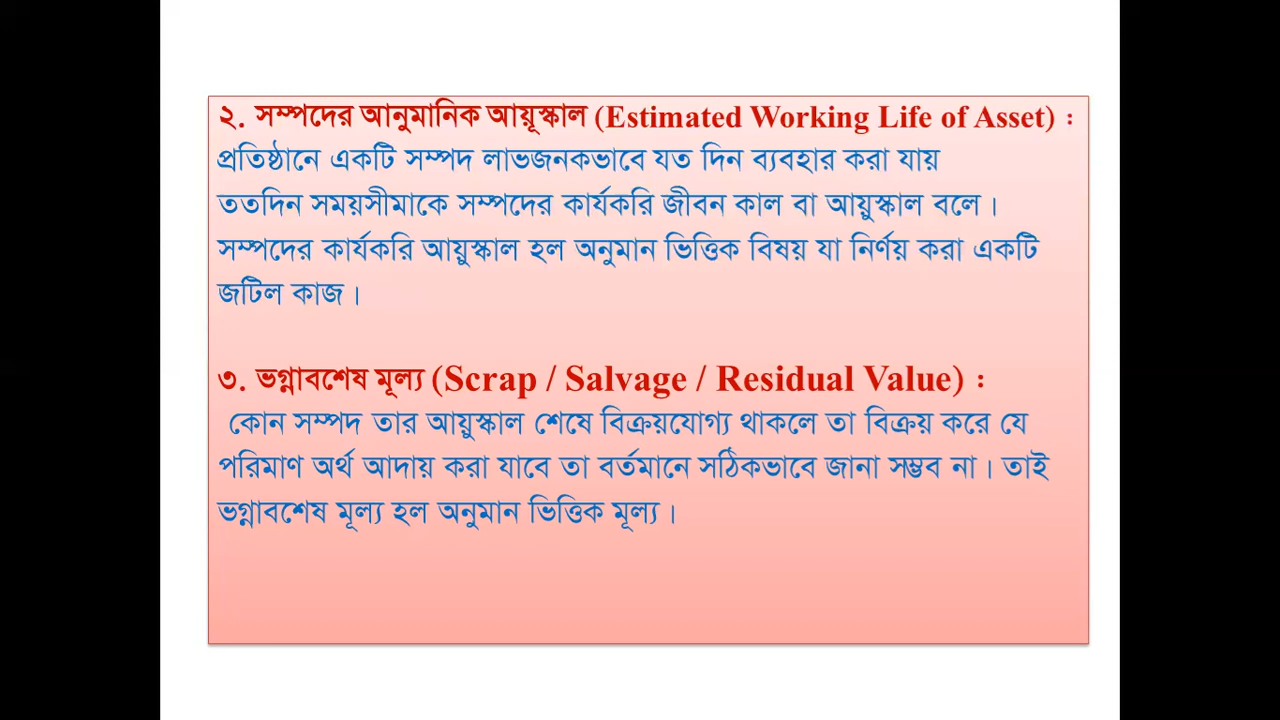 ২. সম্পদের আনুমানিক আয়ূস্কাল (Estimated Working Life of Asset) :
প্রতিষ্ঠানে একটি সম্পদ লাভজনকভাবে যত দিন ব্যবহার করা যায়
ততদিন সময়সীমাকে সম্পদের কার্যকরি জীবন কাল বা আয়ুস্কাল বলে।
সম্পদের কার্যকরি আয়ুস্কাল হল অনুমান ভিত্তিক বিষয় যা নির্ণয় করা একটি
জটিল কাজ।
৩. ভগ্নাবশেষ মূল্য (Scrap / Salvage / Residual Value) :
কোন সম্পদ তার আয়ুস্কাল শেষে বিক্রয়যোগ্য থাকলে তা বিক্রয় করে যে
পরিমাণ অর্থ আদায় করা যাবে তা বর্তমানে সঠিকভাবে জানা সম্ভব না। তাই
ভগ্নাবশেষ মূল্য হল অনুমান ভিত্তিক মূল্য।